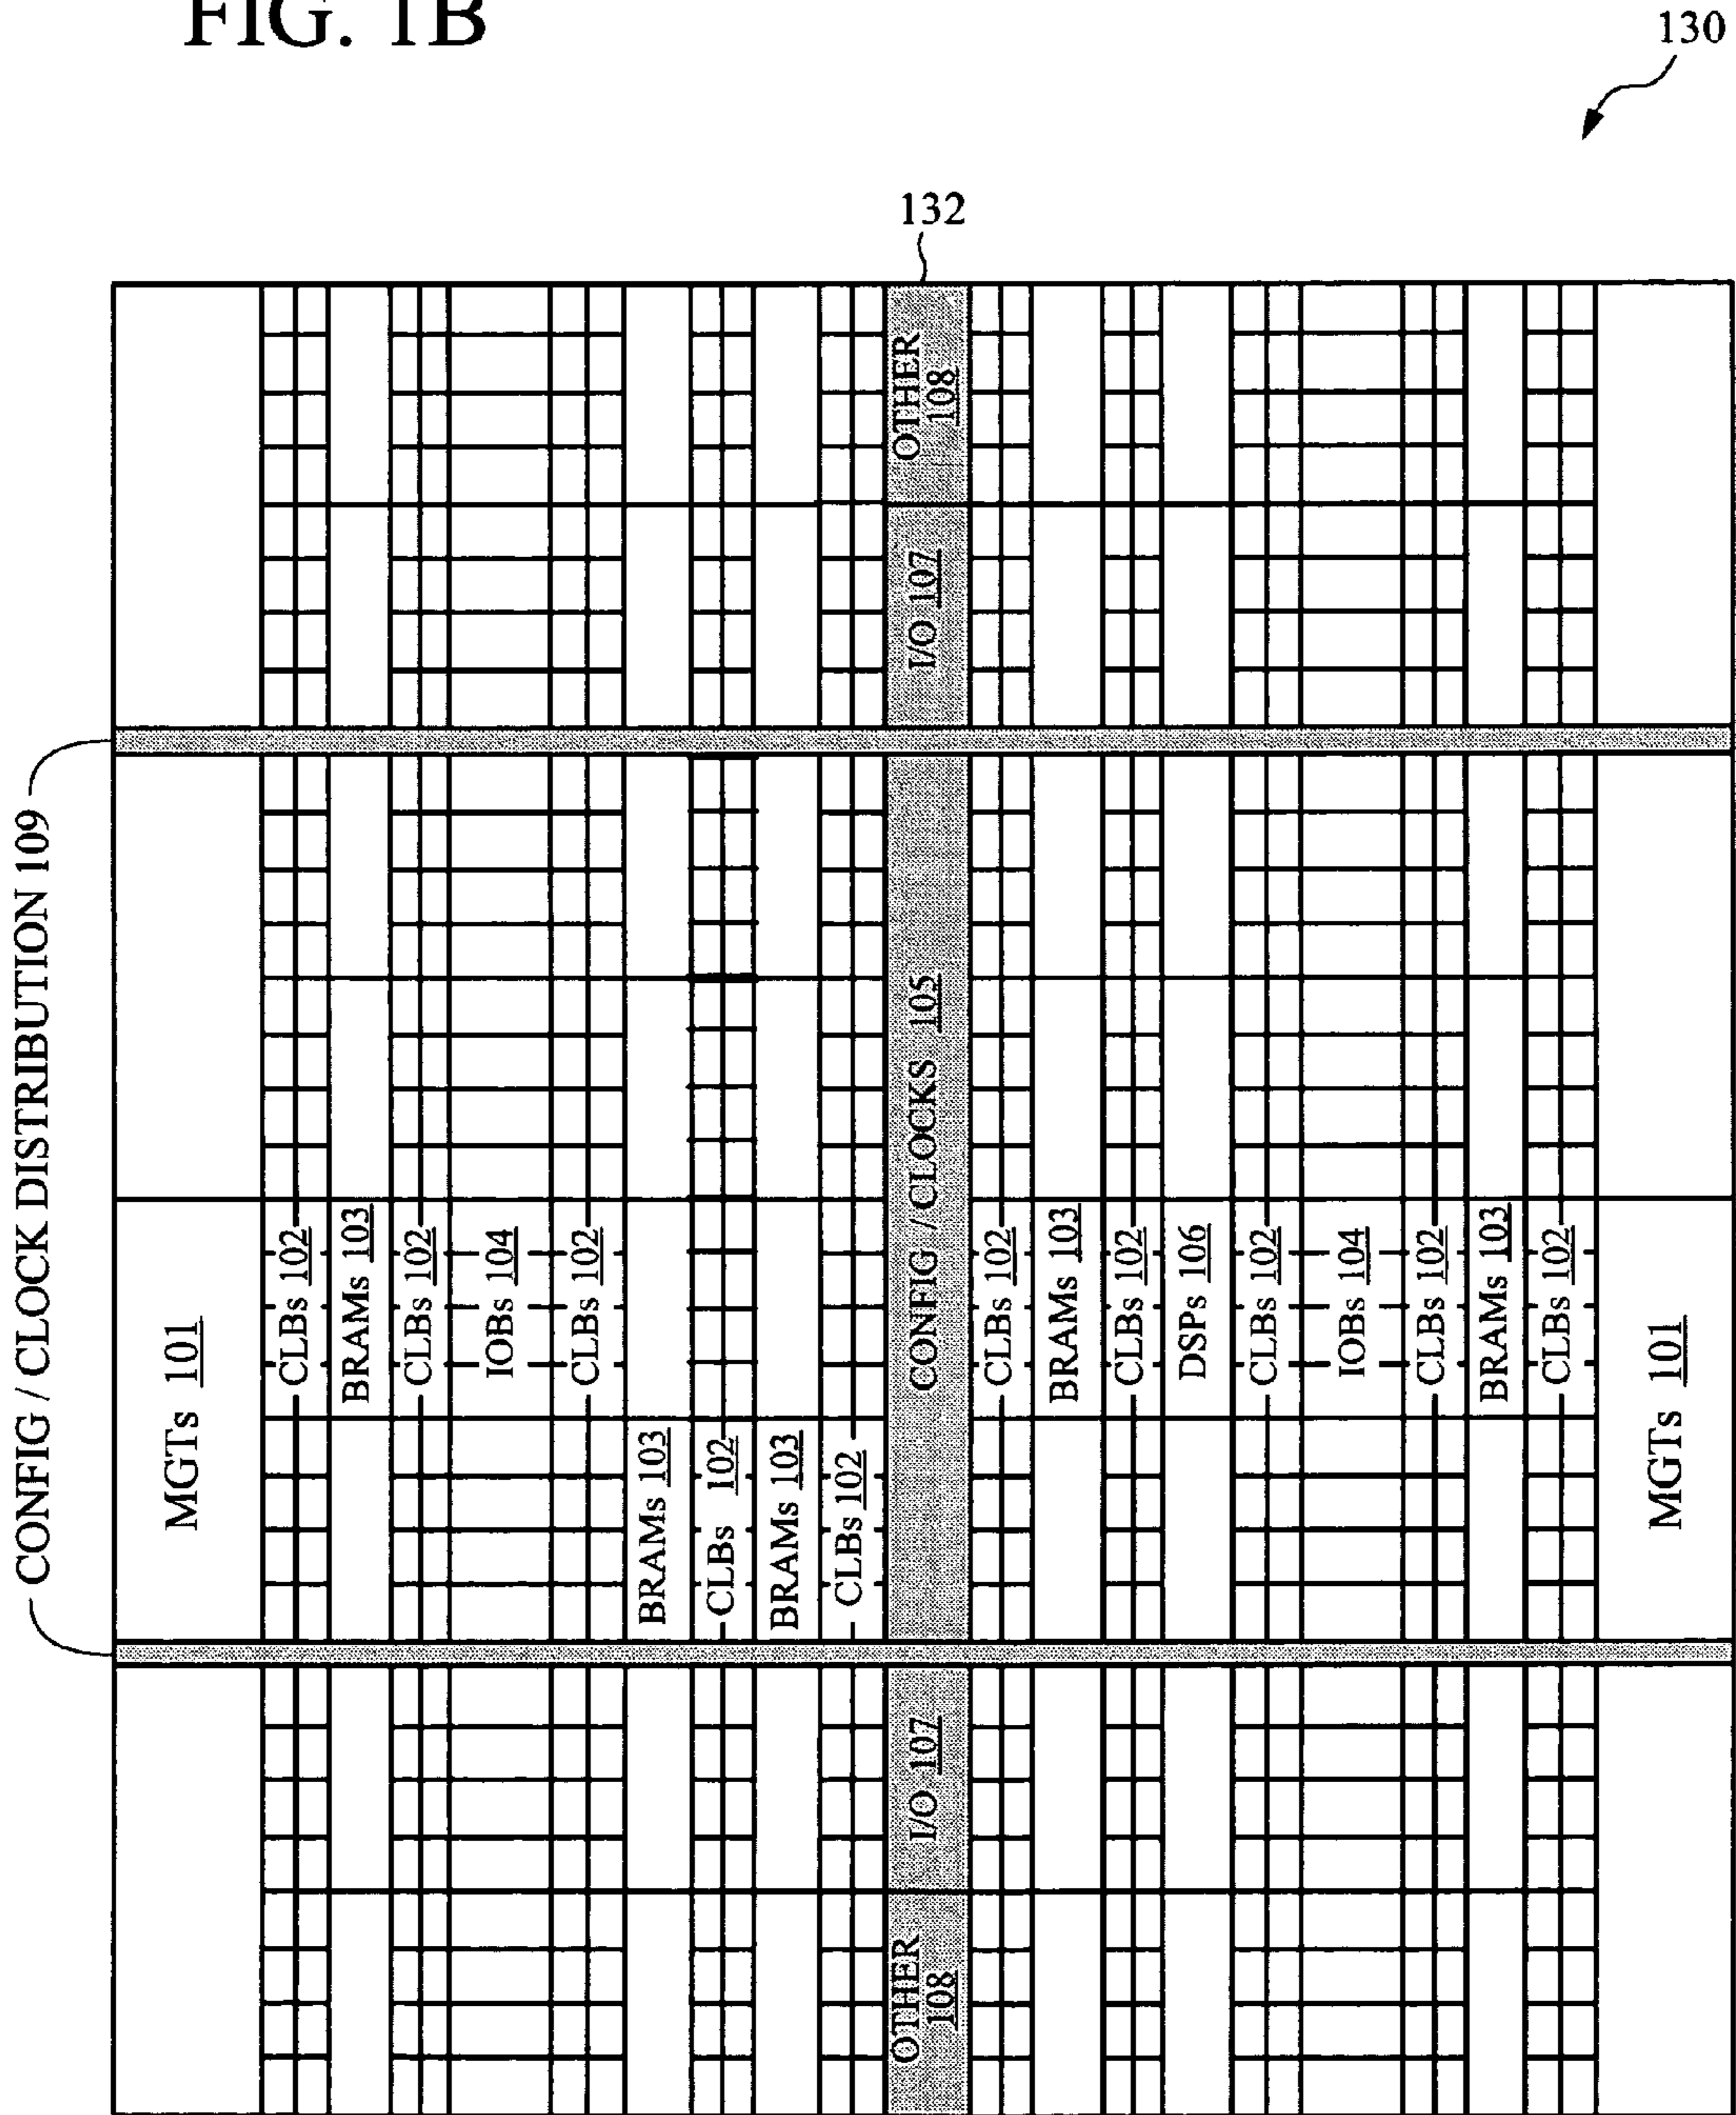 FIG. 1B
130
132
CONFIG / CLOCK DISTRIBUTION 109
MGTs 101
CLBs 102
BRAMs 103
CLBs 102
IOBs 104
CLBs 102
BRAMs 103
CLBs 102
BRAMs 103
CLBs 102
OTHER
108
I/O 107
CONFIG / CLOCKS 105
I/O 107
OTHER
108
CLBs 102
BRAMs 103
CLBs 102
DSPs 106
CLBs 102
IOBs 104
CLBs 102
BRAMs 103
CLBs 102
MGTs 101